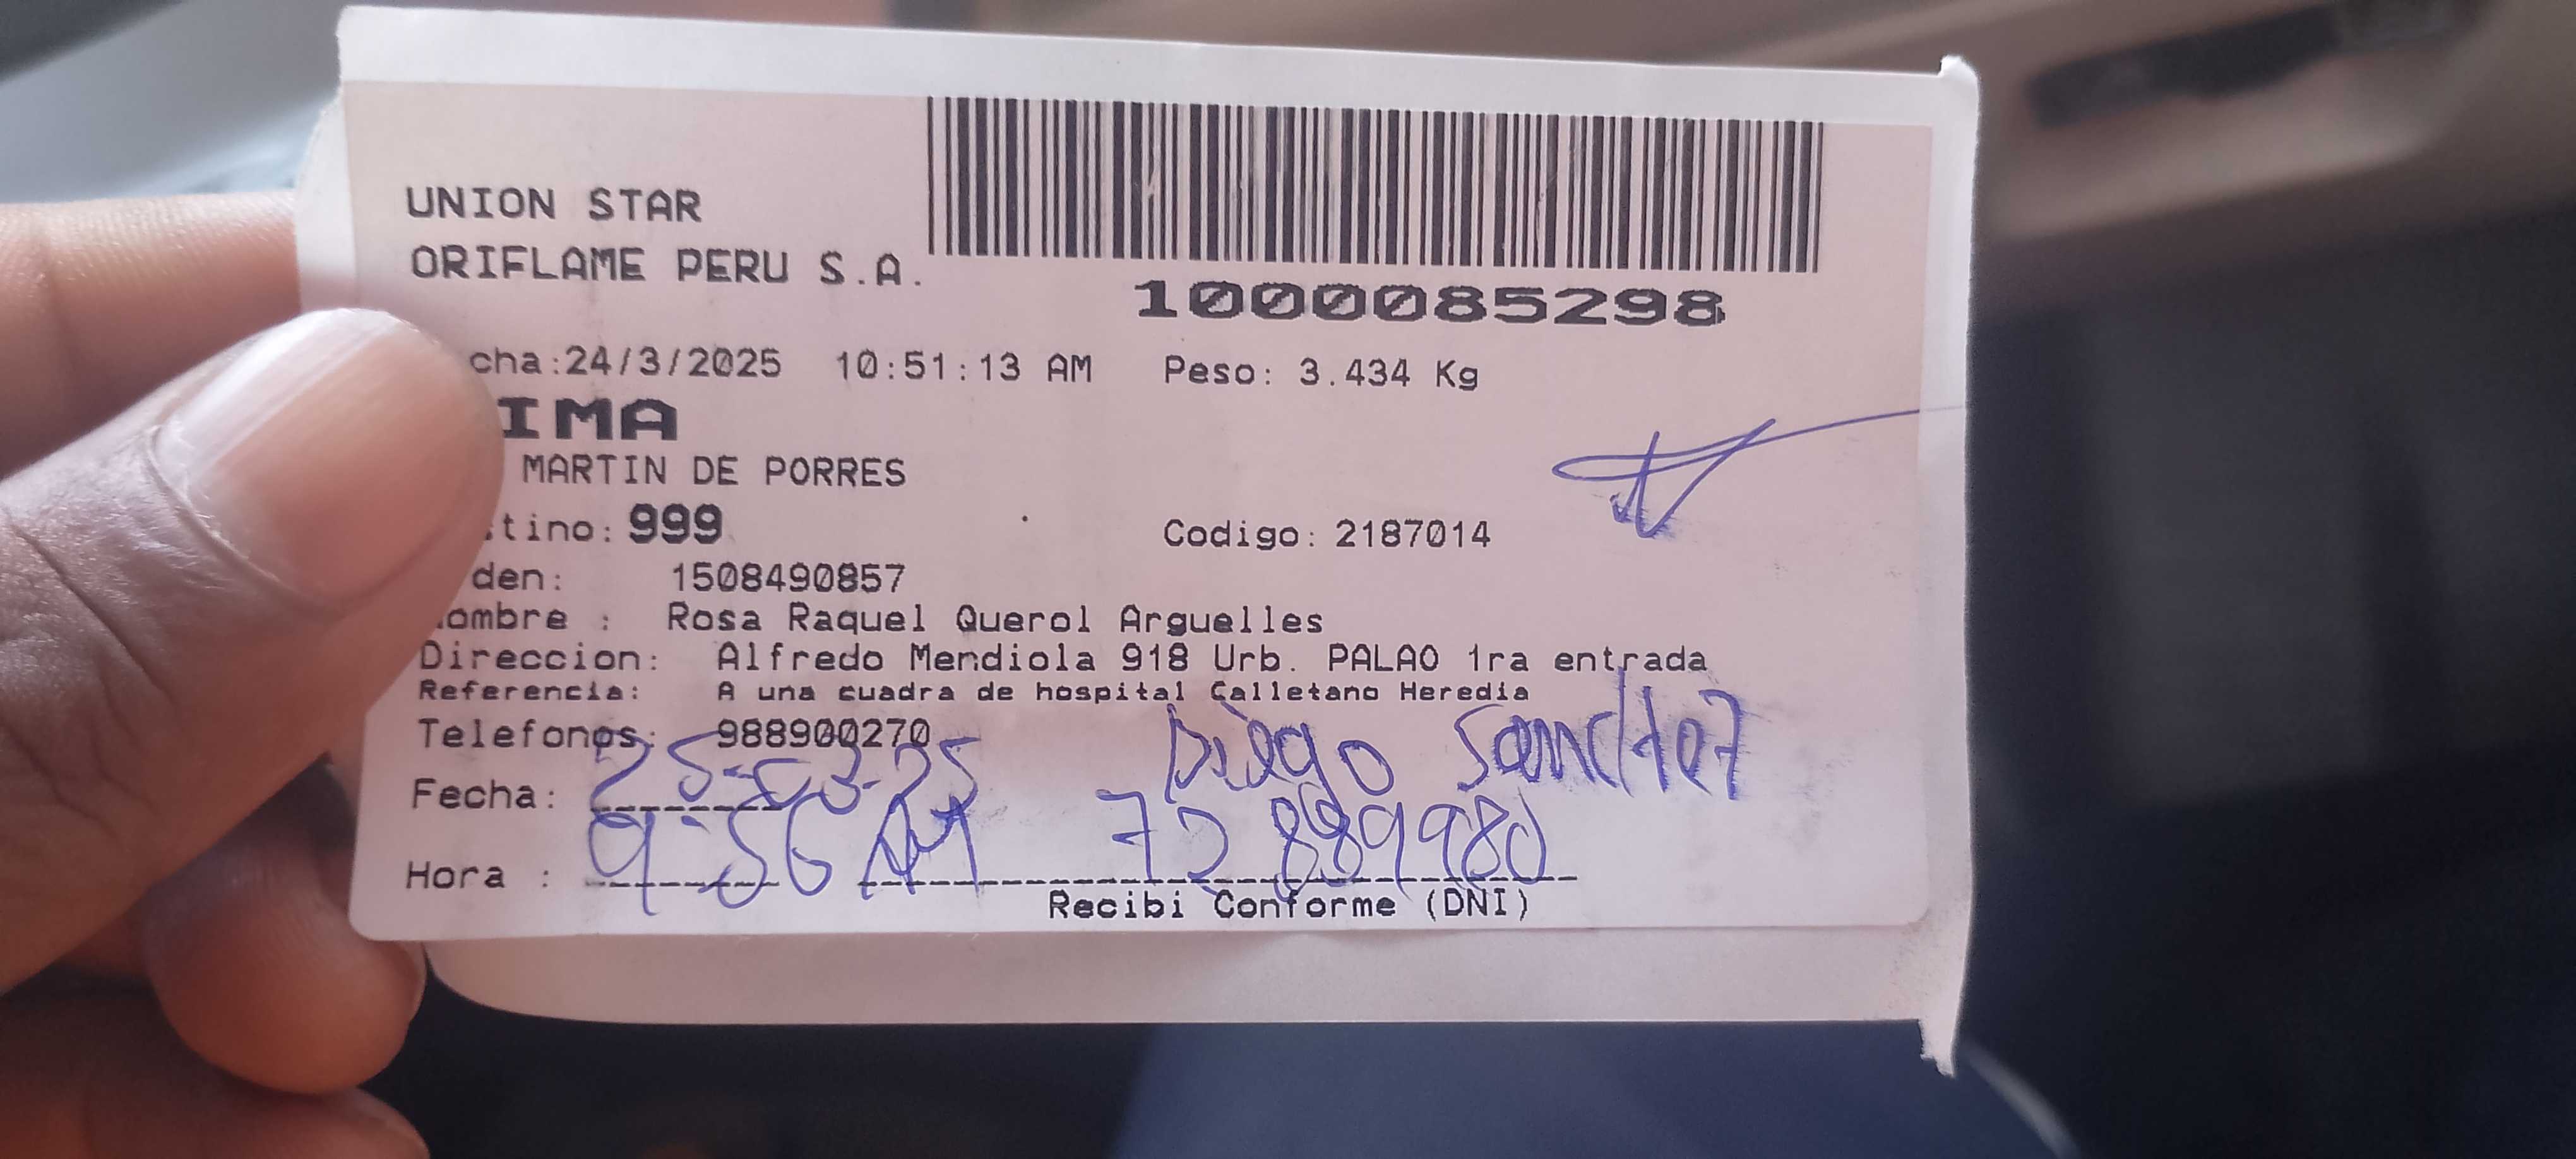 UNION STAR
ORIFLAME PERU S.A.
1000085298
cha:24/3/2025 10:51:13 AM Peso: 3.434 Kg
IMA
MARTIN DE PORRES
tino: 999 Codigo: 2187014
den: 1508490857
ombre : Rosa Raquel Querol Arguelles
Direccion: Alfredo Mendiola 918 Urb. PALAO 1ra entrada
Referencia: A una cuadra de hospital Calletano Heredia
Telefonos: 988900270
Diego Sanchez
Fecha: 25-03-25
Hora : 9:56 AM
Recibi Conforme (DNI)